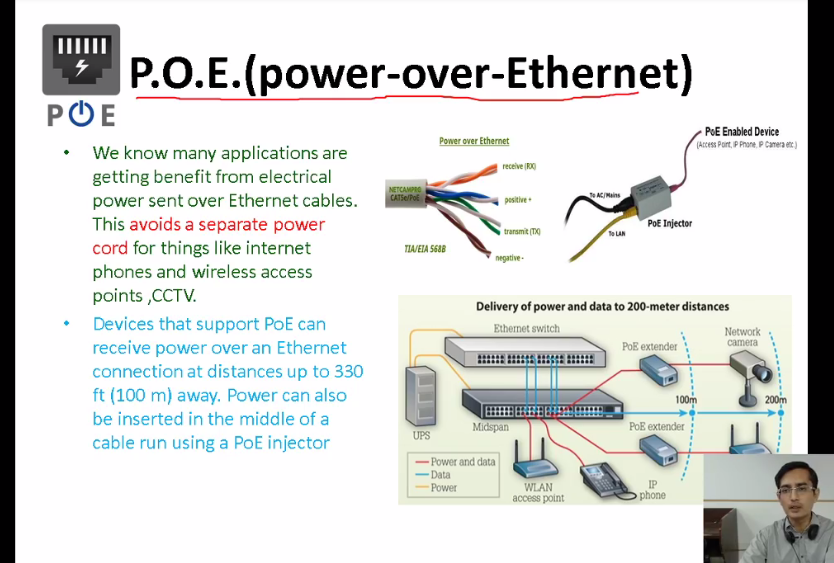 P.O.E.(power-over-Ethernet)
P E
• We know many applications are
getting benefit from electrical
power sent over Ethernet cables.
This avoids a separate power
cord for things like internet
phones and wireless access
points ,CCTV.
• Devices that support PoE can
receive power over an Ethernet
connection at distances up to 330
ft (100 m) away. Power can also
be inserted in the middle of a
cable run using a PoE injector
Power over Ethernet
receive (RX)
NETCAMPRO
CAT5e/PoE
positive +
transmit (TX)
TIA/EIA 568B
negative -
PoE Enabled Device
(Access Point, IP Phone, IP Camera etc.)
To AC/Mains
PoE Injector
To LAN
Delivery of power and data to 200-meter distances
Ethernet switch
PoE extender
Network
camera
100m
200m
UPS
Midspan
PoE extender
Power and data
Data
Power
WLAN
access point
IP
phone